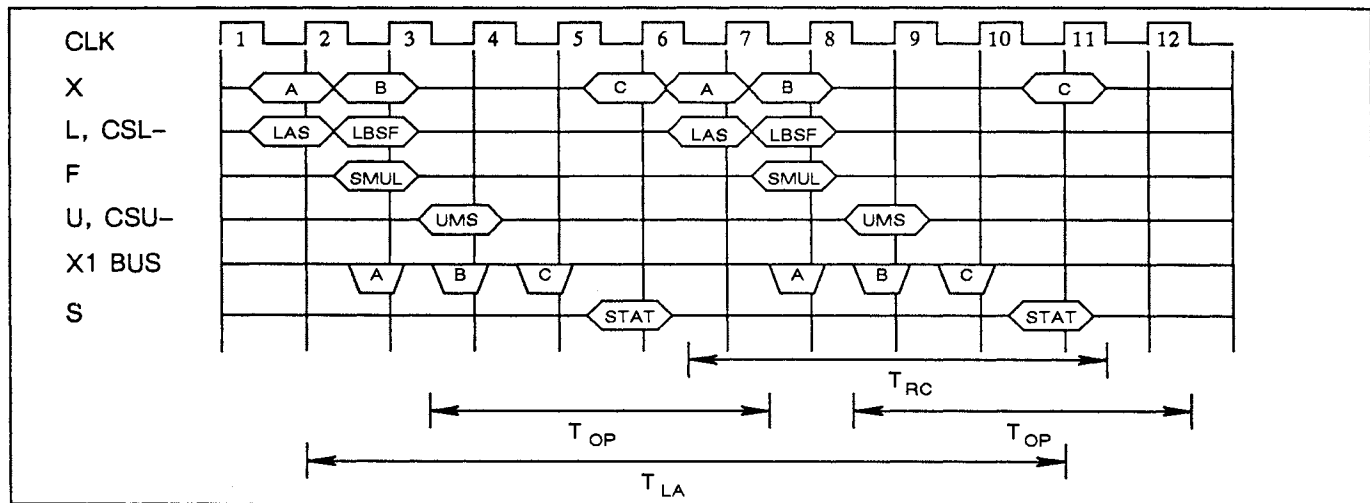 CLK 1 2 3 4 5 6 7 8 9 10 11 12
X A B C A B C
L, CSL- LAS LBSF LAS LBSF
F SMUL SMUL
U, CSU- UMS UMS
X1 BUS A B C A B C
S STAT STAT
T RC
T OP T OP
T LA